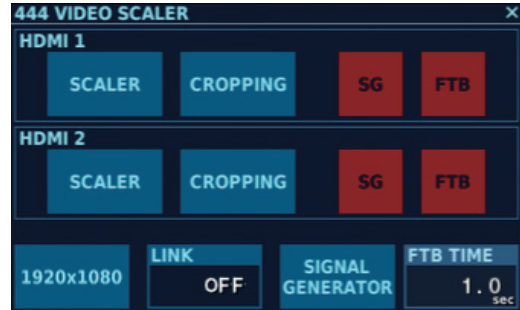 444 VIDEO SCALER ×
HDMI 1
SCALER CROPPING SG FTB
HDMI 2
SCALER CROPPING SG FTB
1920x1080 LINK OFF SIGNAL GENERATOR FTB TIME 1.0 sec